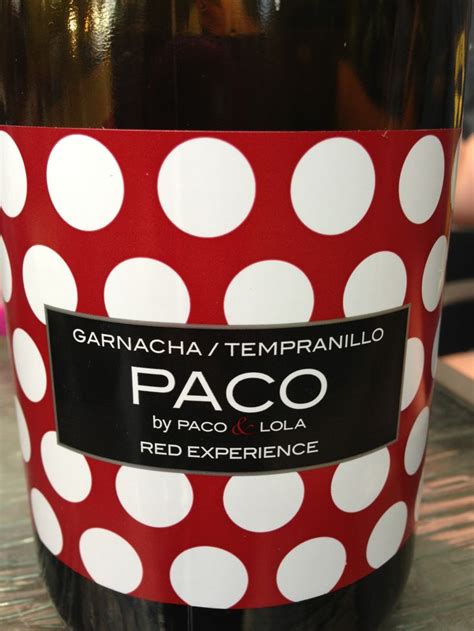 GARNACHA / TEMPRANILLO
PACO
by PACO & LOLA
RED EXPERIENCE